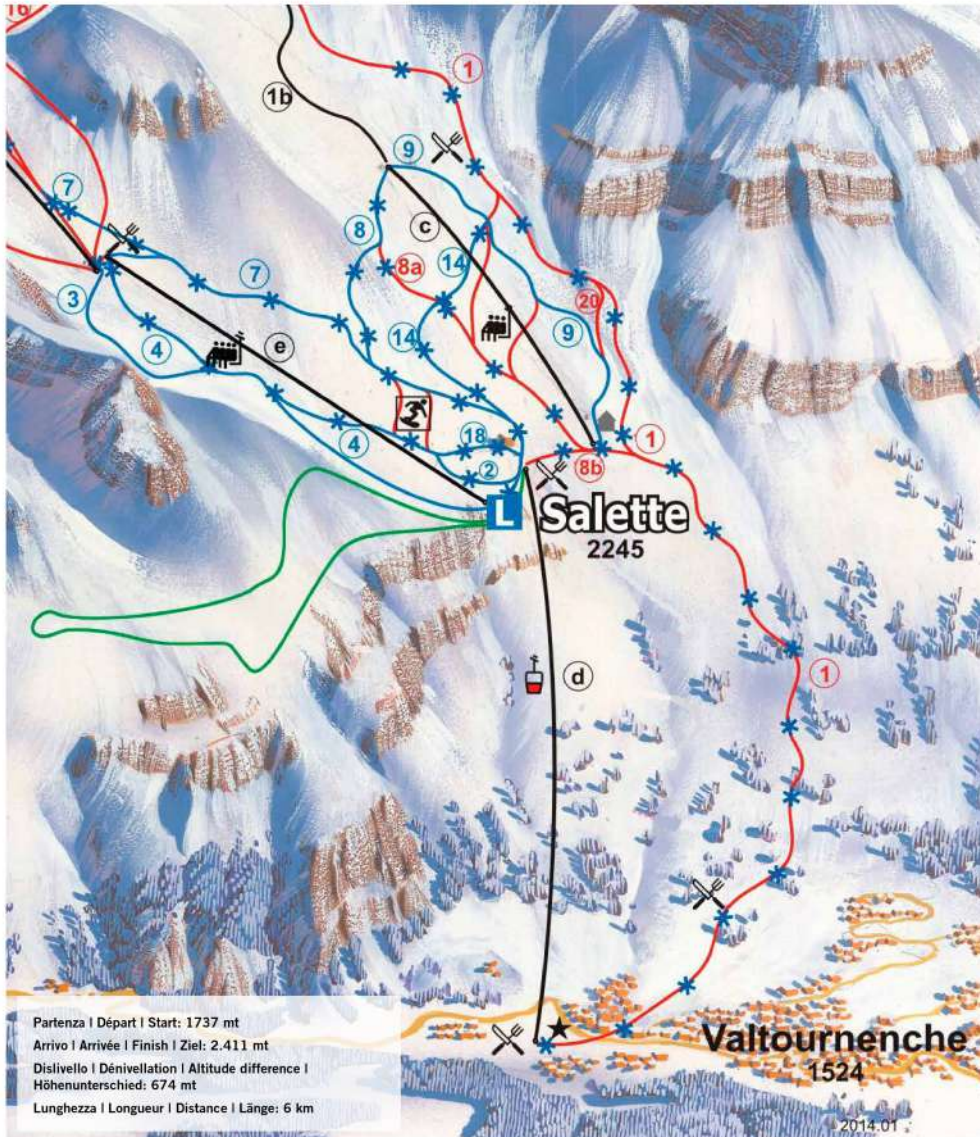 16
1
1b
9
7
8
c
14
8a
7
20
3
14
9
4
e
4
18
1
2
8b
L
Salette
2245
d
1
Partenza | Départ | Start: 1737 mt
Arrivo | Arrivée | Finish | Ziel: 2.411 mt
Dislivello | Dénivellation | Altitude difference |
Höhenunterschied: 674 mt
Lunghezza | Longueur | Distance | Länge: 6 km
Valtournenche
1524
2014.01